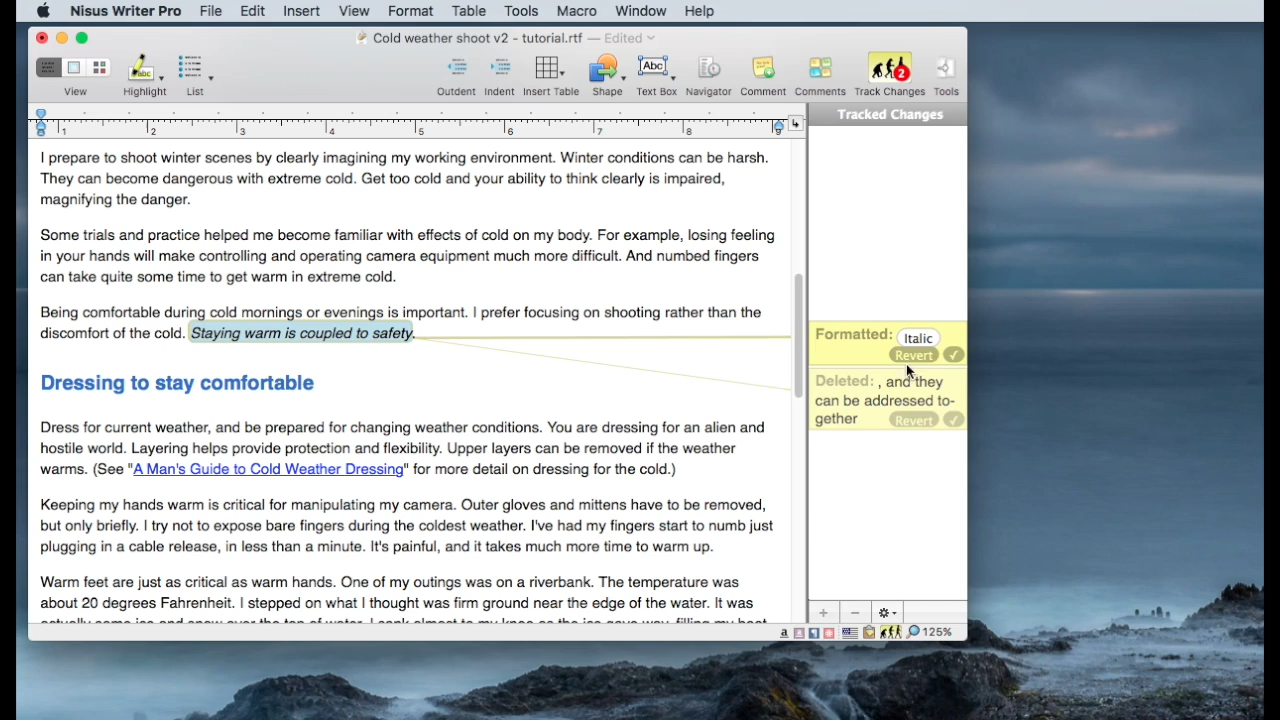 Nisus Writer Pro File Edit Insert View Format Table Tools Macro Window Help
Cold weather shoot v2 - tutorial.rtf — Edited
abc Abc 2
View Highlight List Outdent Indent Insert Table Shape Text Box Navigator Comment Comments Track Changes Tools
Tracked Changes
1 2 3 4 5 6 7 8
I prepare to shoot winter scenes by clearly imagining my working environment. Winter conditions can be harsh.
They can become dangerous with extreme cold. Get too cold and your ability to think clearly is impaired,
magnifying the danger.
Some trials and practice helped me become familiar with effects of cold on my body. For example, losing feeling
in your hands will make controlling and operating camera equipment much more difficult. And numbed fingers
can take quite some time to get warm in extreme cold.
Being comfortable during cold mornings or evenings is important. I prefer focusing on shooting rather than the
discomfort of the cold. Staying warm is coupled to safety.
Dressing to stay comfortable
Dress for current weather, and be prepared for changing weather conditions. You are dressing for an alien and
hostile world. Layering helps provide protection and flexibility. Upper layers can be removed if the weather
warms. (See "A Man's Guide to Cold Weather Dressing" for more detail on dressing for the cold.)
Keeping my hands warm is critical for manipulating my camera. Outer gloves and mittens have to be removed,
but only briefly. I try not to expose bare fingers during the coldest weather. I've had my fingers start to numb just
plugging in a cable release, in less than a minute. It's painful, and it takes much more time to warm up.
Warm feet are just as critical as warm hands. One of my outings was on a riverbank. The temperature was
about 20 degrees Fahrenheit. I stepped on what I thought was firm ground near the edge of the water. It was
Formatted: Italic
Revert ✓
Deleted: , and they
can be addressed to-
gether Revert ✓
+ −
a 125%